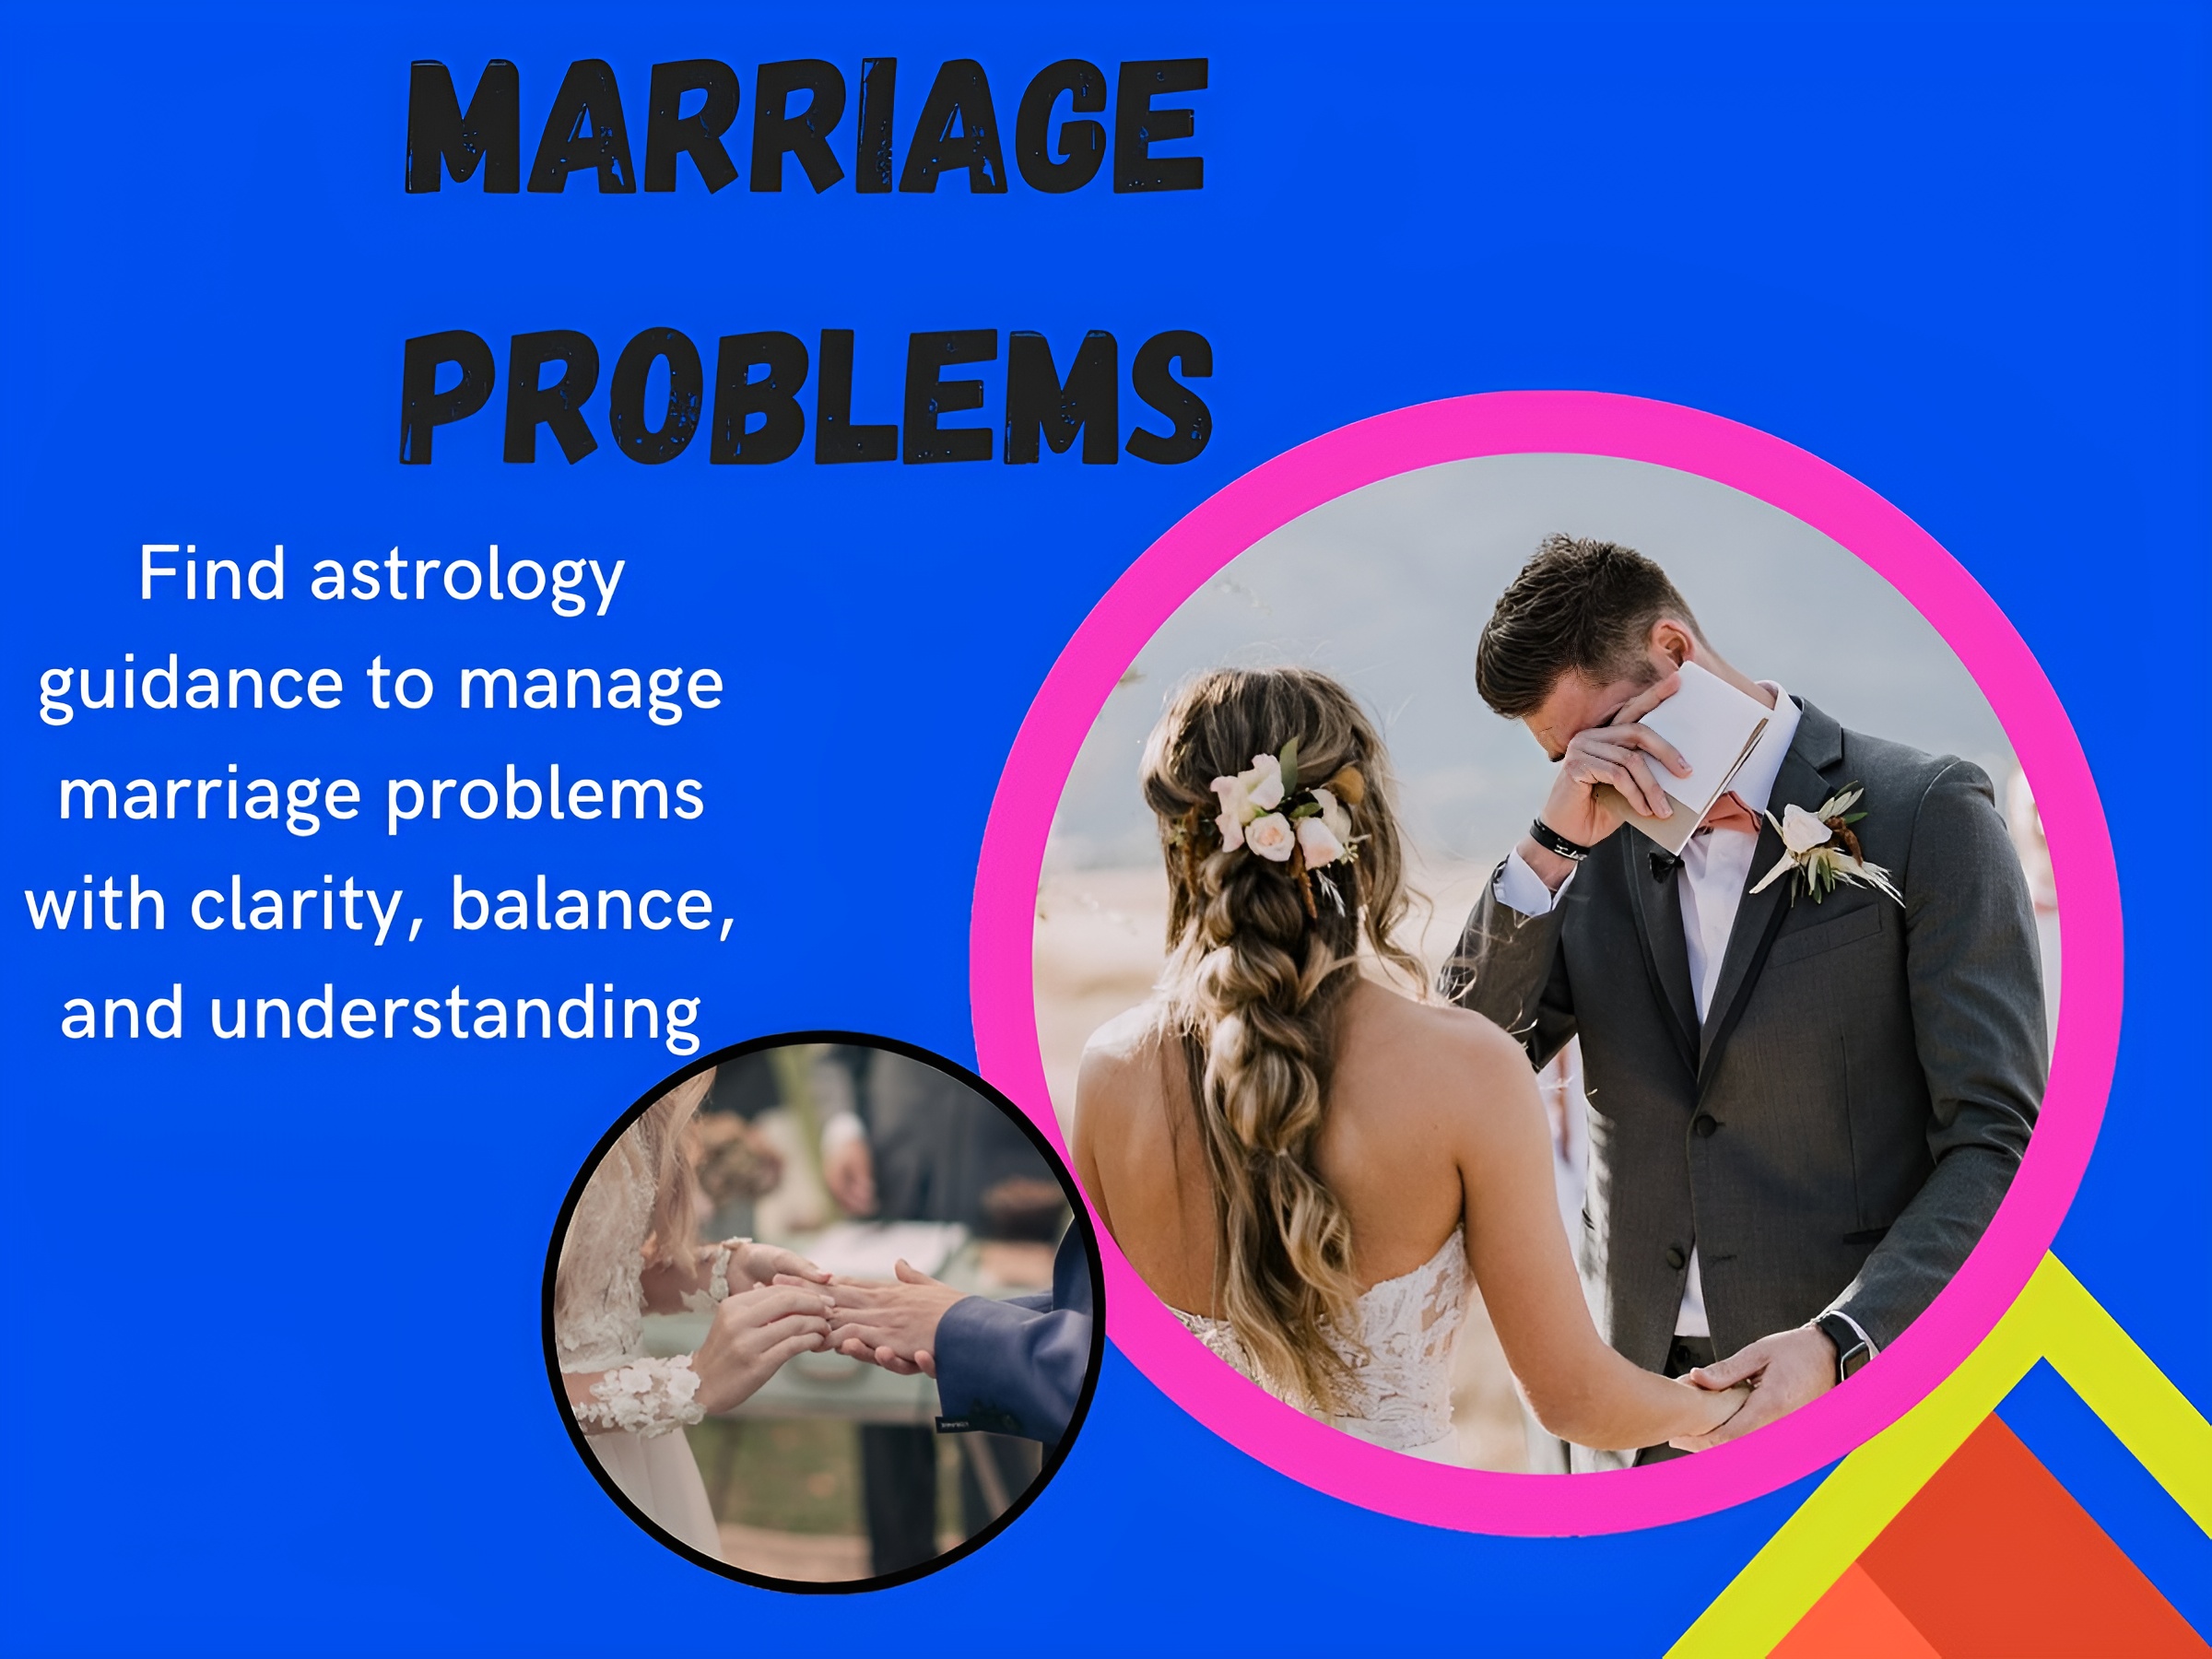 MARRIAGE
PROBLEMS
Find astrology
guidance to manage
marriage problems
with clarity, balance,
and understanding